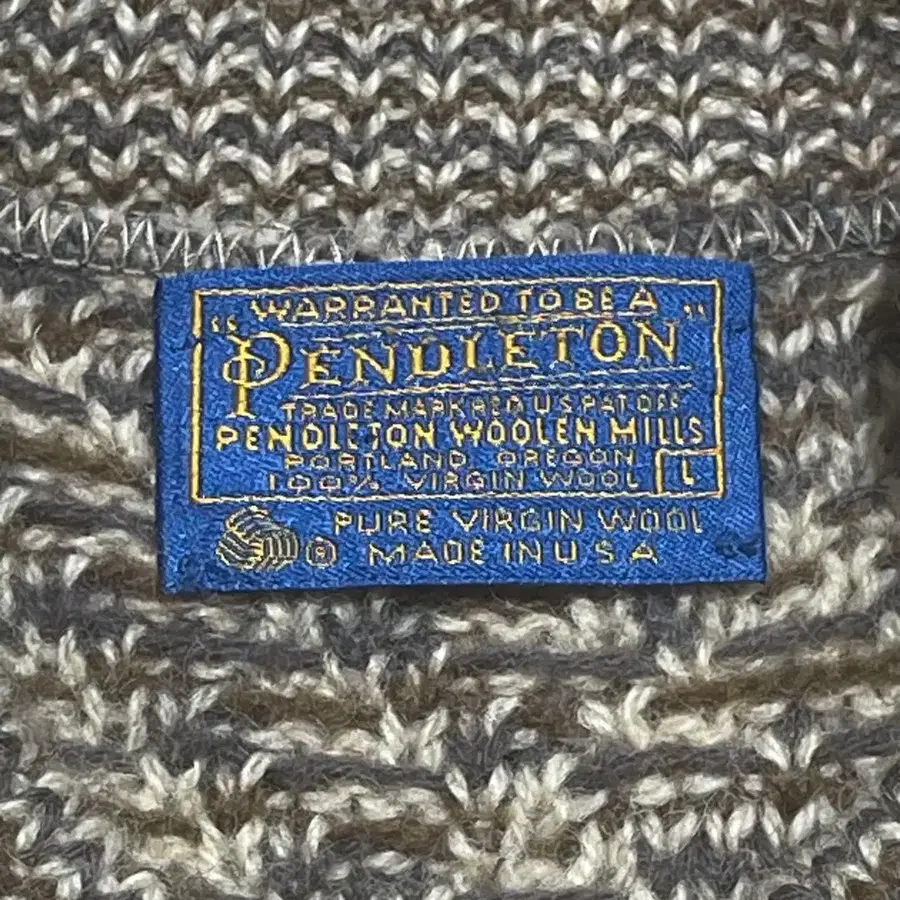 "WARRANTED TO BE A"
PENDLETON
TRADE MARK REG U S PAT OFF
PENDLETON WOOLEN MILLS
PORTLAND, OREGON
100% VIRGIN WOOL L
PURE VIRGIN WOOL
® MADE IN U S A